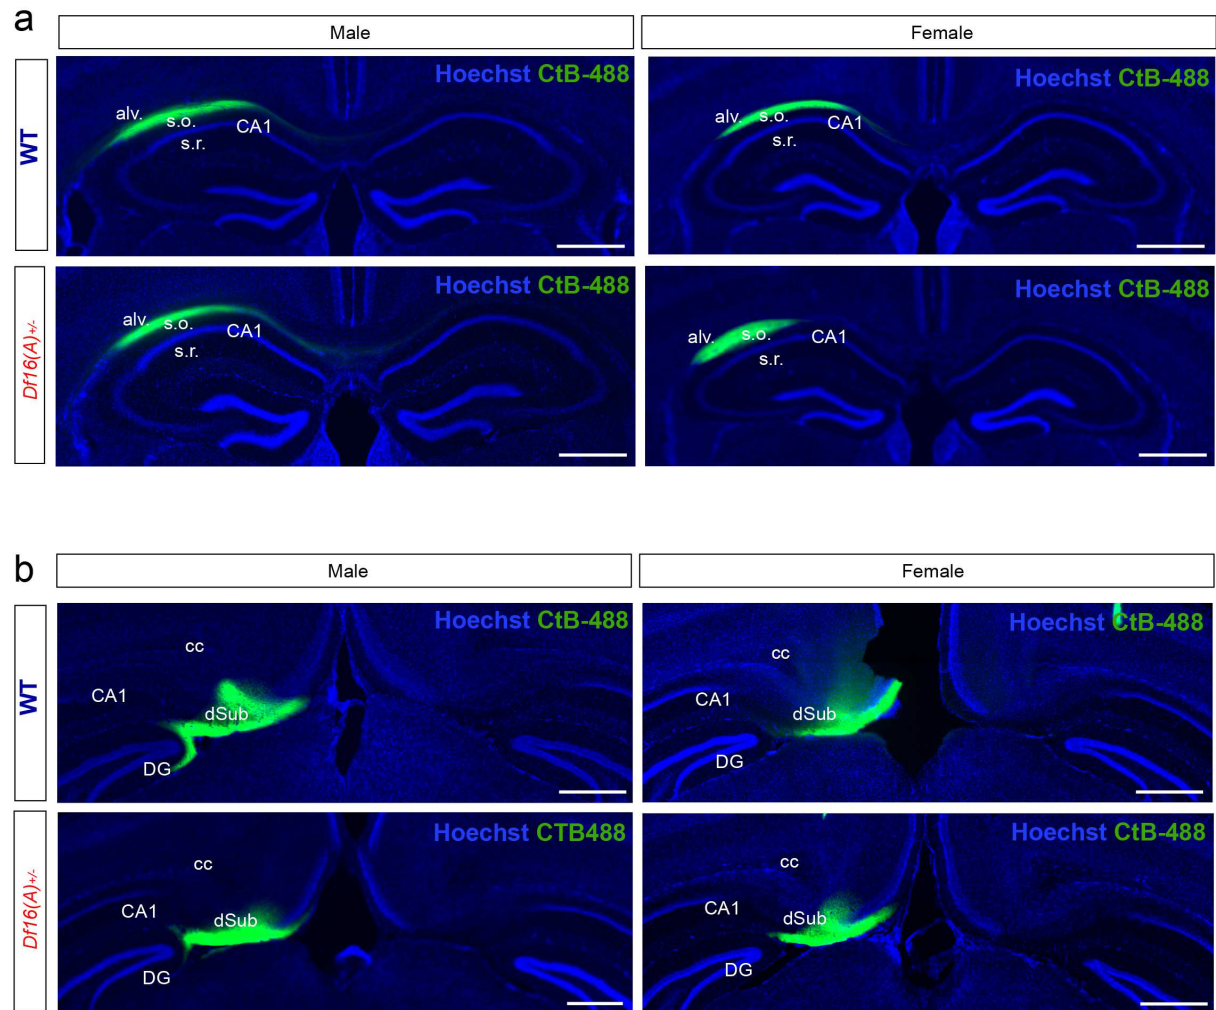 a
Male
Female
WT
Hoechst CtB-488
alv.
s.o.
s.r.
CA1
Hoechst CtB-488
alv.
s.o.
s.r.
CA1
Df16(A)+/-
Hoechst CtB-488
alv.
s.o.
s.r.
CA1
Hoechst CtB-488
alv.
s.o.
s.r.
CA1
b
Male
Female
WT
Hoechst CtB-488
cc
CA1
dSub
DG
Hoechst CtB-488
cc
CA1
dSub
DG
Df16(A)+/-
Hoechst CTB488
cc
CA1
dSub
DG
Hoechst CtB-488
cc
CA1
dSub
DG